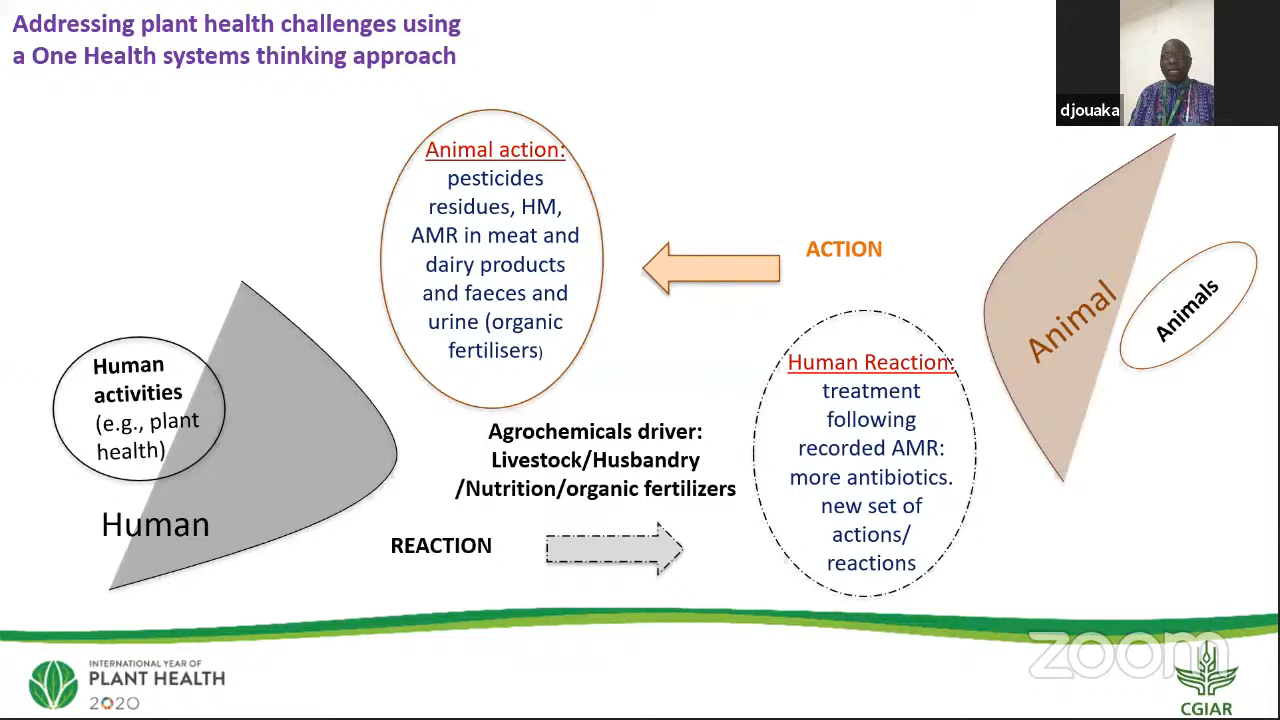 Addressing plant health challenges using
a One Health systems thinking approach
djouaka
Animal action:
pesticides
residues, HM,
AMR in meat and
dairy products
and faeces and
urine (organic
fertilisers)
ACTION
Animal
Animals
Human
activities
(e.g., plant
health)
Human
Human Reaction:
treatment
following
recorded AMR:
more antibiotics.
new set of
actions/
reactions
Agrochemicals driver:
Livestock/Husbandry
/Nutrition/organic fertilizers
REACTION
INTERNATIONAL YEAR OF
PLANT HEALTH
2020
zoom
CGIAR